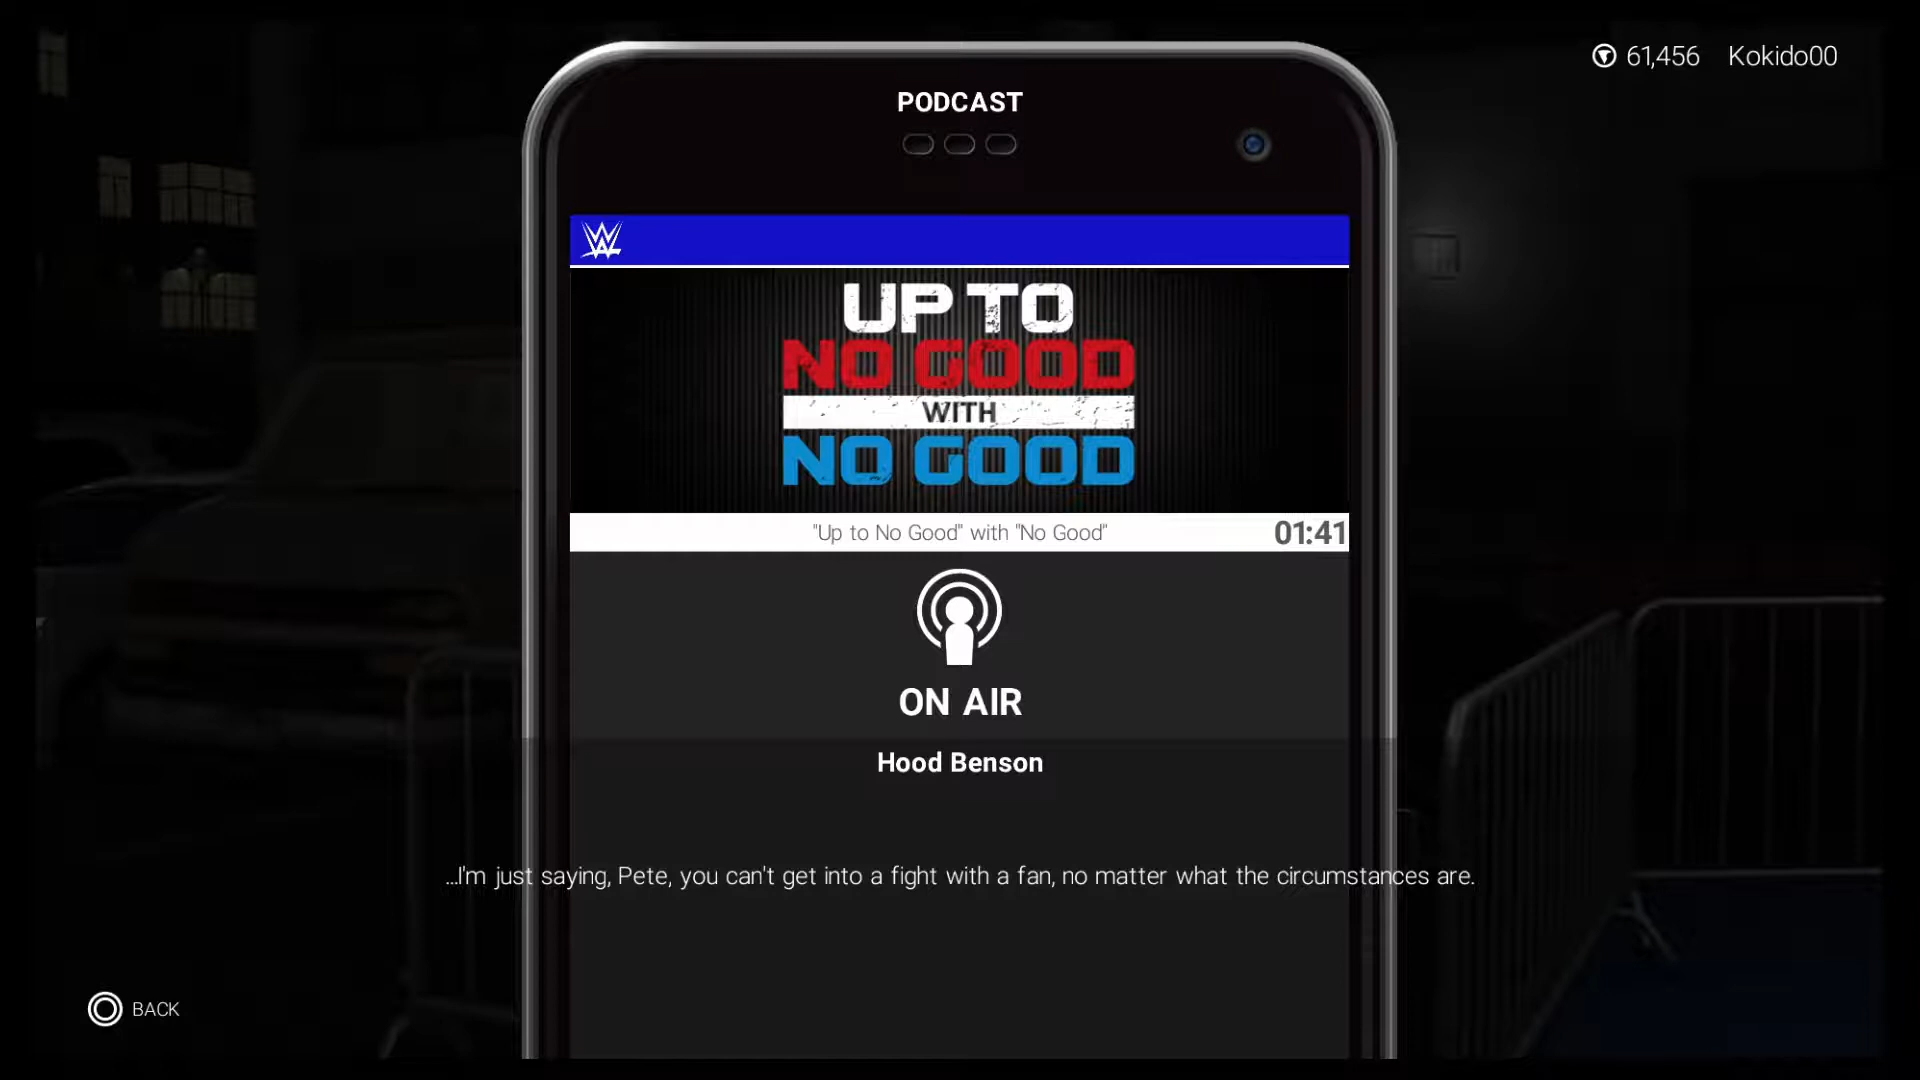 61,456 Kokido00
PODCAST
UP TO
NO GOOD
WITH
NO GOOD
"Up to No Good" with "No Good"
01:41
ON AIR
Hood Benson
...I'm just saying, Pete, you can't get into a fight with a fan, no matter what the circumstances are.
BACK